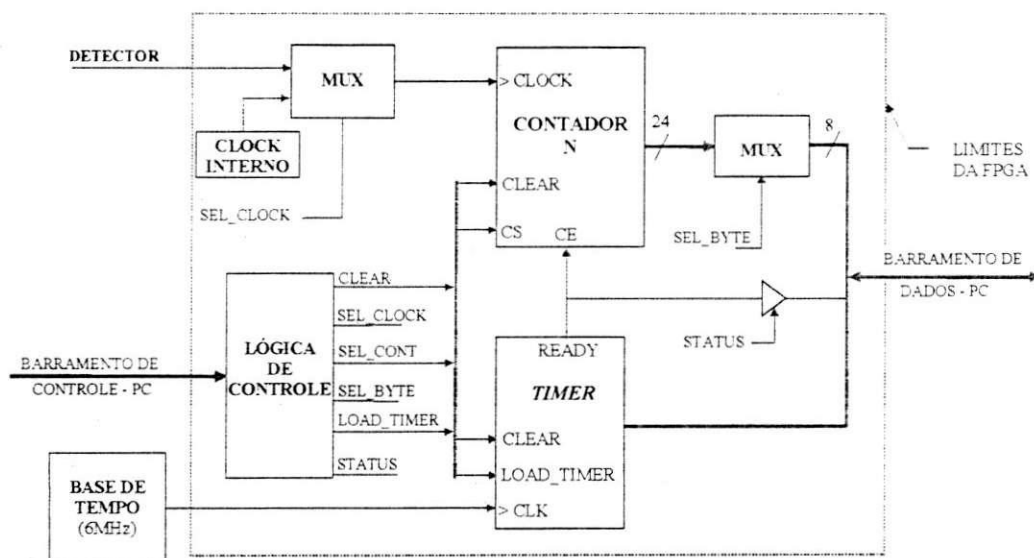 DETECTOR
MUX
CLOCK
INTERNO
SEL_CLOCK
> CLOCK
CONTADOR
N
CLEAR
CS
CE
24
MUX
8
SEL_BYTE
LIMITES
DA FPGA
BARRAMENTO DE
DADOS - PC
STATUS
BARRAMENTO DE
CONTROLE - PC
LÓGICA
DE
CONTROLE
CLEAR
SEL_CLOCK
SEL_CONT
SEL_BYTE
LOAD_TIMER
STATUS
READY
TIMER
CLEAR
LOAD_TIMER
> CLK
BASE DE
TEMPO
(6MHz)